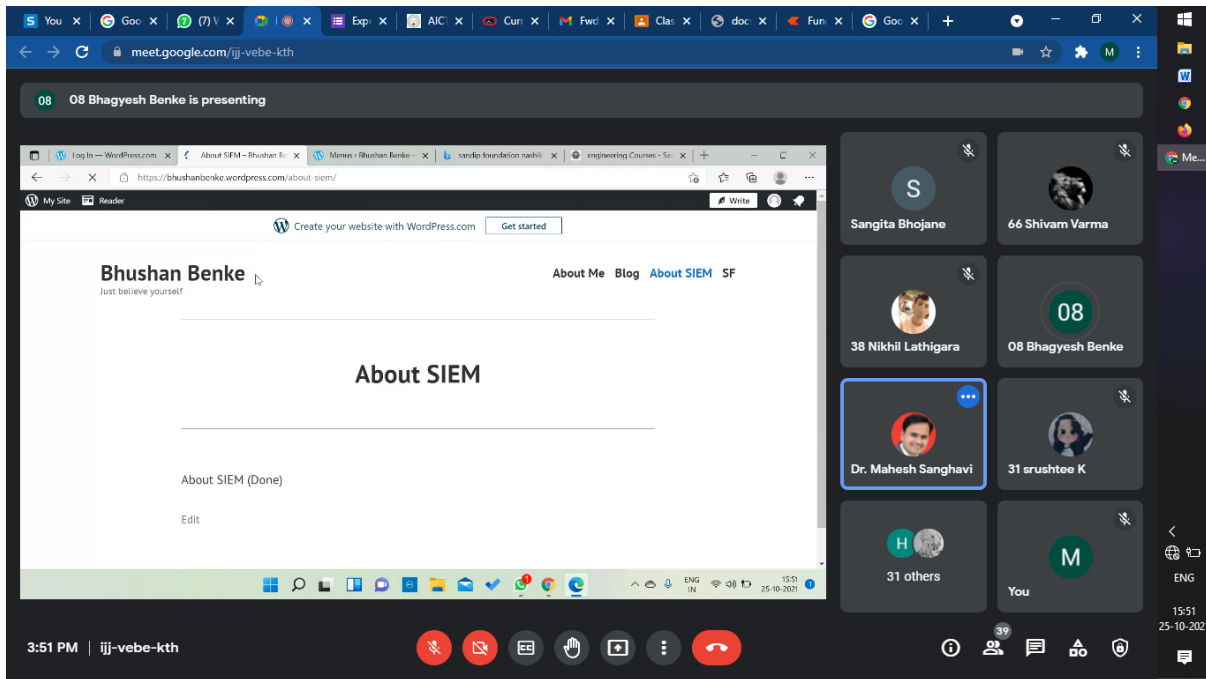 You
Goo
(7) W
Exp
AICT
Curr
Fwd
Clas
doc
Fun
Goo
meet.google.com/ijj-vebe-kth
M
08 08 Bhagyesh Benke is presenting
Log In — WordPress.com
About SIEM – Bhushan Be
Menus ‹ Bhushan Benke —
sandip foundation nashik
engineering Courses - Sa
https://bhushanbenke.wordpress.com/about-siem/
My Site Reader Write
Create your website with WordPress.com Get started
Bhushan Benke
Just believe yourself
About Me Blog About SIEM SF
About SIEM
About SIEM (Done)
Edit
ENG
IN
15:51
25-10-2021
S
Sangita Bhojane
66 Shivam Varma
38 Nikhil Lathigara
08
08 Bhagyesh Benke
Dr. Mahesh Sanghavi
31 srushtee K
H
31 others
M
You
3:51 PM | ijj-vebe-kth
CC
39
Me...
ENG
15:51
25-10-202